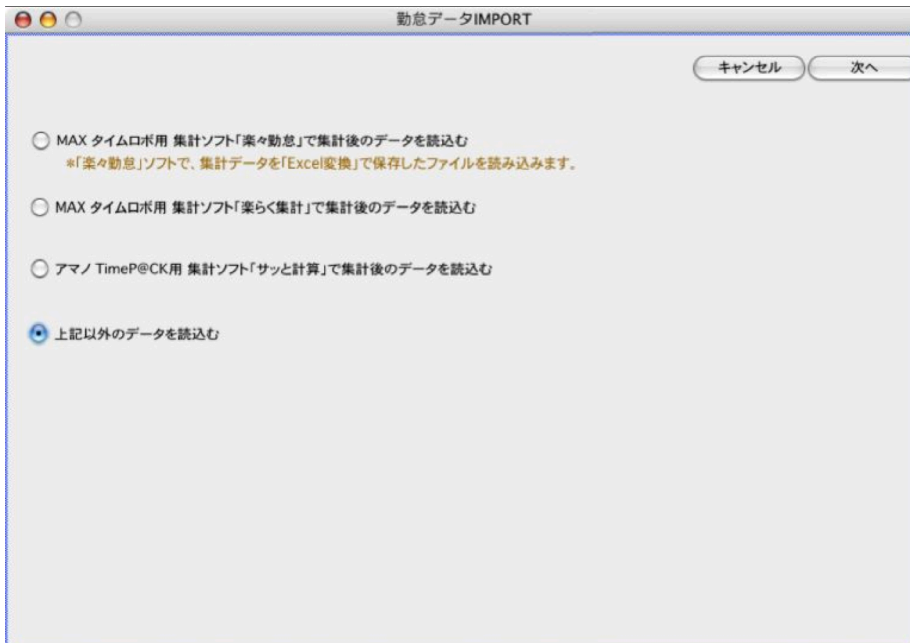 勤怠データIMPORT
キャンセル
次へ
MAX タイムロボ用 集計ソフト「楽々勤怠」で集計後のデータを読込む
*「楽々勤怠」ソフトで、集計データを「Excel変換」で保存したファイルを読み込みます。
MAX タイムロボ用 集計ソフト「楽らく集計」で集計後のデータを読込む
アマノ TimeP@CK用 集計ソフト「サッと計算」で集計後のデータを読込む
上記以外のデータを読込む